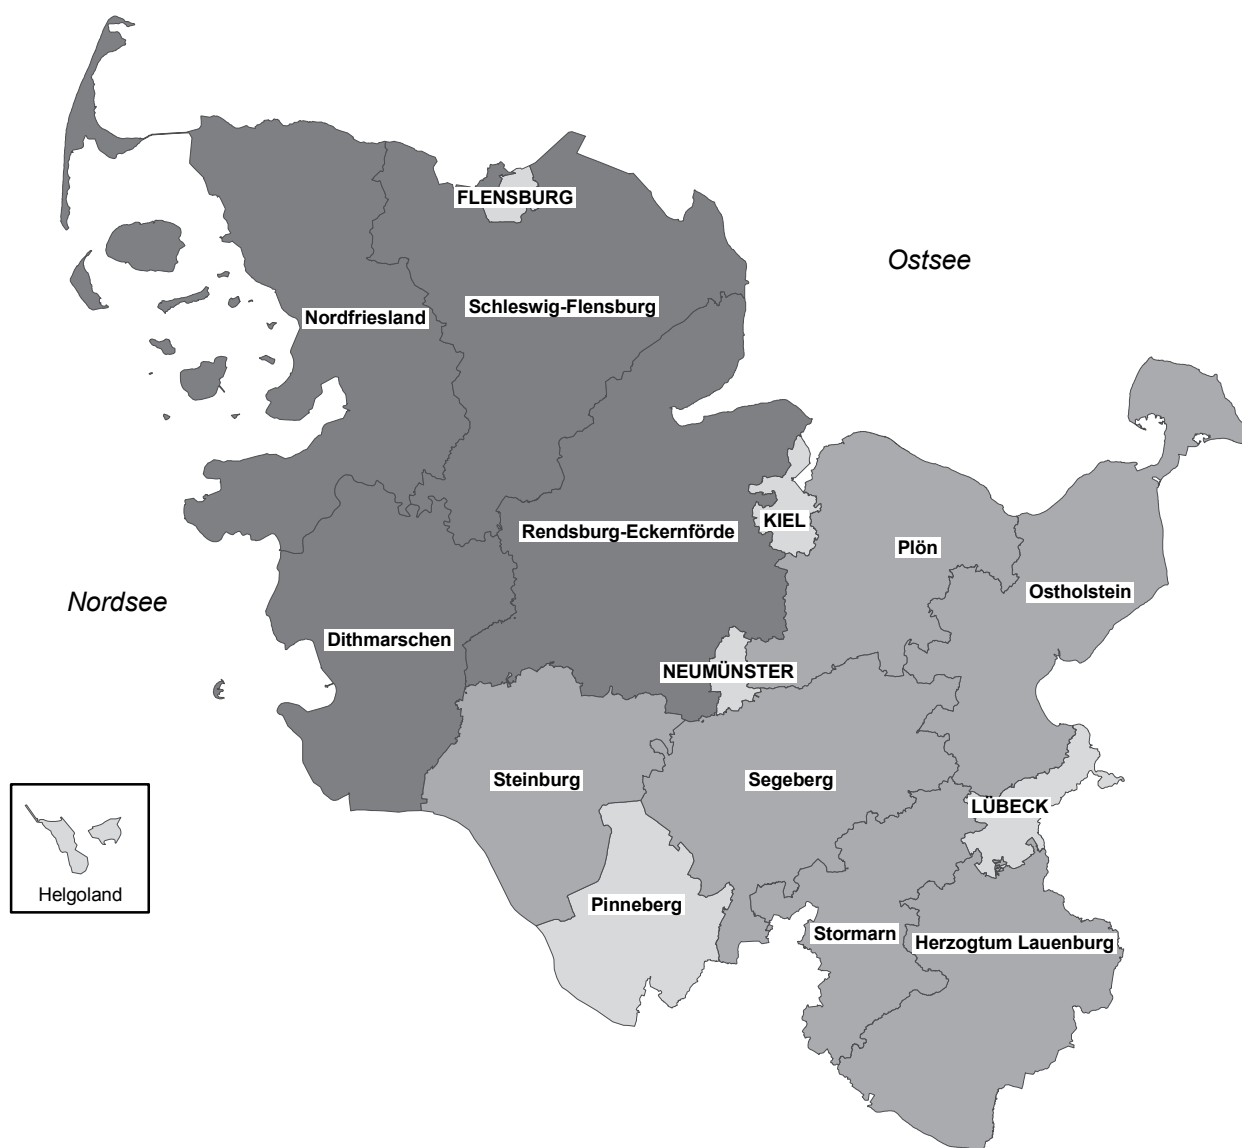 FLENSBURG
Ostsee
Schleswig-Flensburg
Nordfriesland
KIEL
Rendsburg-Eckernförde
Plön
Ostholstein
Nordsee
Dithmarschen
NEUMÜNSTER
Steinburg
Segeberg
LÜBECK
Helgoland
Pinneberg
Stormarn
Herzogtum Lauenburg